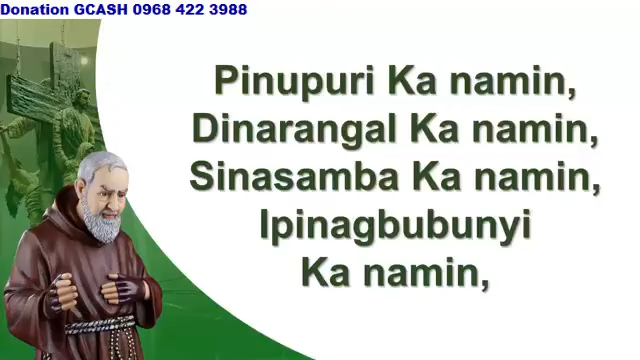 Donation GCASH 0968 422 3988
Pinupuri Ka namin,
Dinarangal Ka namin,
Sinasamba Ka namin,
Ipinagbubunyi
Ka namin,